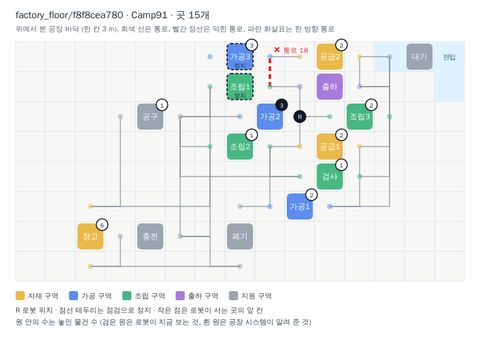 factory_floor/f8f8cea780 · Camp91 · 곳 15개
위에서 본 공장 바닥 (한 칸 3 m). 회색 선은 통로, 빨간 점선은 막힌 통로, 파란 화살표는 한 방향 통로
가공3 3 정지 ✕ 통로 18 공급2 2 대기 진입
조립1 정지 출하
공구 1 가공2 3 R 조립3 2
조립2 1 공급1 2
검사 1
가공1 2
창고 6 충전 폐기
자재 구역 가공 구역 조립 구역 출하 구역 지원 구역
R 로봇 위치 · 점선 테두리는 점검으로 정지 · 작은 점은 로봇이 서는 곳의 앞 칸
원 안의 수는 놓인 물건 수 (검은 원은 로봇이 지금 보는 것, 흰 원은 공장 시스템이 알려 준 것)